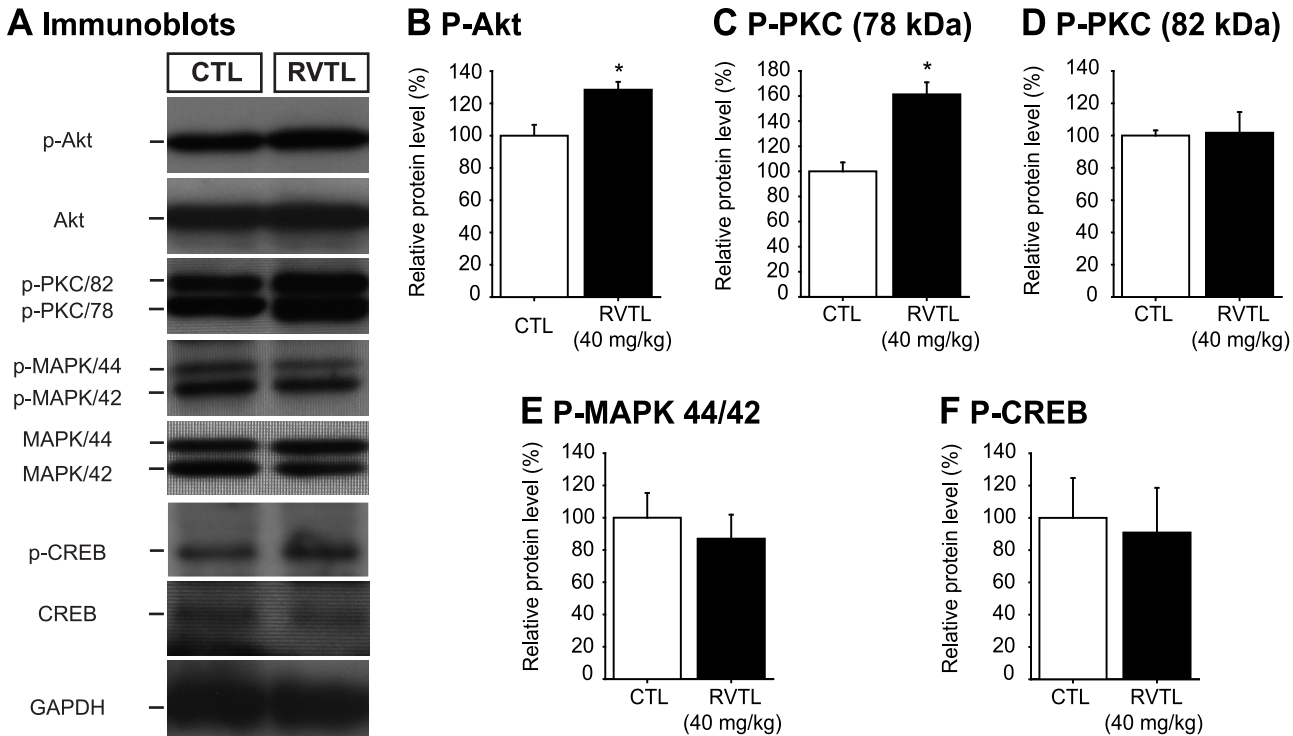 A Immunoblots
CTL RVTL
p-Akt
Akt
p-PKC/82
p-PKC/78
p-MAPK/44
p-MAPK/42
MAPK/44
MAPK/42
p-CREB
CREB
GAPDH
B P-Akt
Relative protein level (%)
140
120
100
80
60
40
20
0
*
CTL RVTL
(40 mg/kg)
C P-PKC (78 kDa)
Relative protein level (%)
180
160
140
120
100
80
60
40
20
0
*
CTL RVTL
(40 mg/kg)
D P-PKC (82 kDa)
Relative protein level (%)
140
120
100
80
60
40
20
0
CTL RVTL
(40 mg/kg)
E P-MAPK 44/42
Relative protein level (%)
140
120
100
80
60
40
20
0
CTL RVTL
(40 mg/kg)
F P-CREB
Relative protein level (%)
140
120
100
80
60
40
20
0
CTL RVTL
(40 mg/kg)